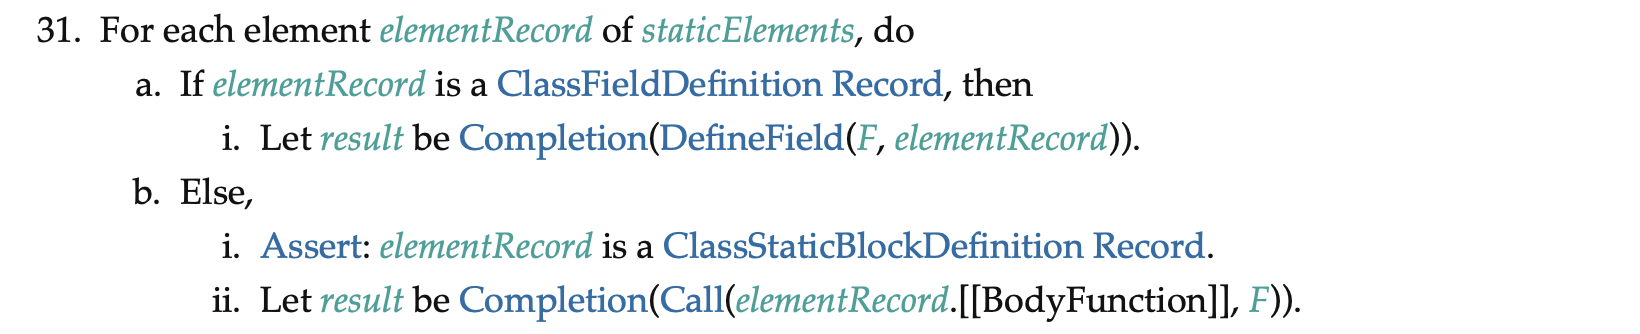 31. For each element elementRecord of staticElements, do
a. If elementRecord is a ClassFieldDefinition Record, then
i. Let result be Completion(DefineField(F, elementRecord)).
b. Else,
i. Assert: elementRecord is a ClassStaticBlockDefinition Record.
ii. Let result be Completion(Call(elementRecord.[[BodyFunction]], F)).